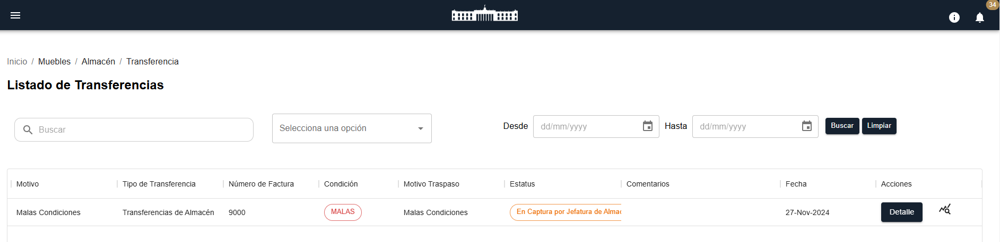 34
Inicio / Muebles / Almacén / Transferencia
Listado de Transferencias
Buscar
Selecciona una opción
Desde dd/mm/yyyy Hasta dd/mm/yyyy Buscar Limpiar
Motivo Tipo de Transferencia Número de Factura Condición Motivo Traspaso Estatus Comentarios Fecha Acciones
Malas Condiciones Transferencias de Almacén 9000 MALAS Malas Condiciones En Captura por Jefatura de Almac 27-Nov-2024 Detalle